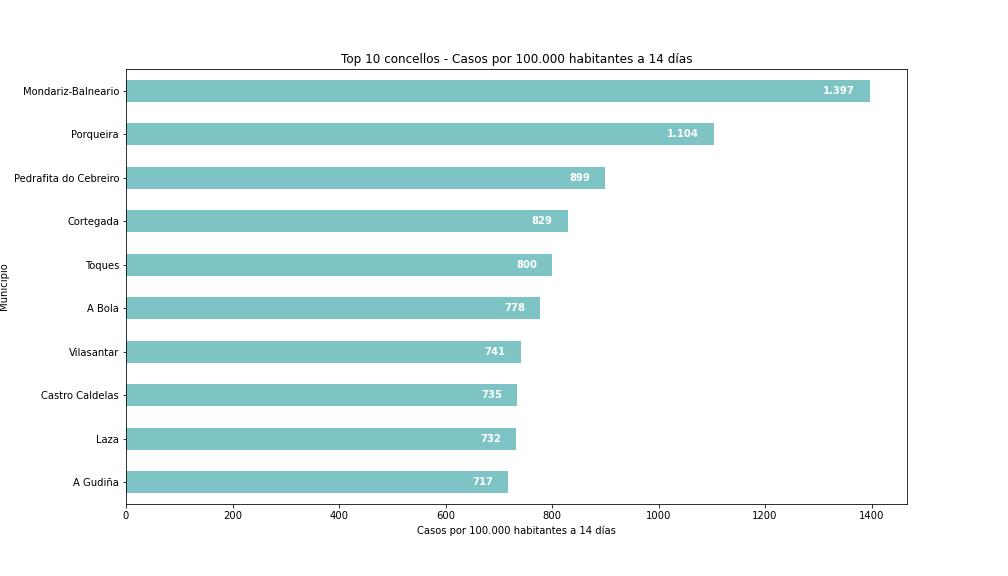 Top 10 concellos - Casos por 100.000 habitantes a 14 días
Municipio
Mondariz-Balneario 1.397
Porqueira 1.104
Pedrafita do Cebreiro 899
Cortegada 829
Toques 800
A Bola 778
Vilasantar 741
Castro Caldelas 735
Laza 732
A Gudiña 717
0 200 400 600 800 1000 1200 1400
Casos por 100.000 habitantes a 14 días